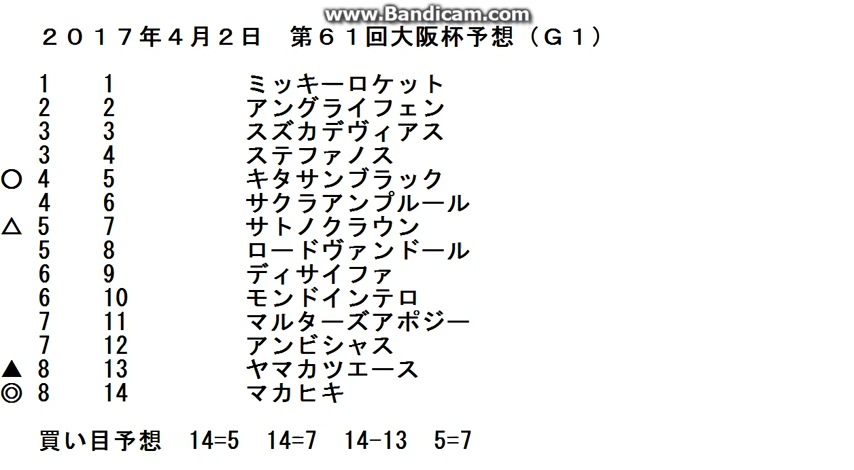 www.Bandicam.com
２０１７年４月２日　第６１回大阪杯予想（Ｇ１）
1 1 ミッキーロケット
2 2 アングライフェン
3 3 スズカデヴィアス
3 4 ステファノス
○ 4 5 キタサンブラック
4 6 サクラアンプルール
△ 5 7 サトノクラウン
5 8 ロードヴァンドール
6 9 ディサイファ
6 10 モンドインテロ
7 11 マルターズアポジー
7 12 アンビシャス
▲ 8 13 ヤマカツエース
◎ 8 14 マカヒキ
買い目予想　14=5　14=7　14-13　5=7